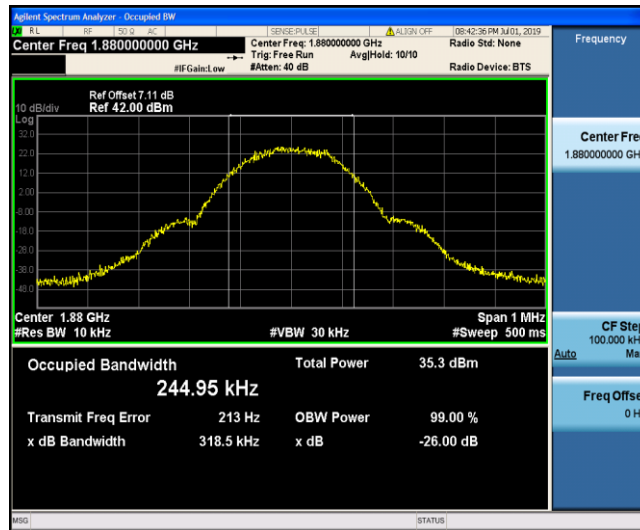 Agilent Spectrum Analyzer - Occupied BW
RL RF 50 Ω AC SENSE:PULSE ALIGN OFF 08:42:36 PM Jul 01, 2019
Center Freq 1.880000000 GHz Center Freq: 1.880000000 GHz Radio Std: None
Trig: Free Run Avg|Hold: 10/10
#IFGain:Low #Atten: 40 dB Radio Device: BTS
Ref Offset 7.11 dB
10 dB/div Ref 42.00 dBm
Log
32.0
22.0
12.0
2.00
-8.00
-18.0
-28.0
-38.0
-48.0
Center 1.88 GHz Span 1 MHz
#Res BW 10 kHz #VBW 30 kHz #Sweep 500 ms
Occupied Bandwidth Total Power 35.3 dBm
244.95 kHz
Transmit Freq Error 213 Hz OBW Power 99.00 %
x dB Bandwidth 318.5 kHz x dB -26.00 dB
MSG STATUS
Frequency
Center Fre
1.880000000 GH
CF Ste
100.000 kH
Auto Ma
Freq Offse
0 H